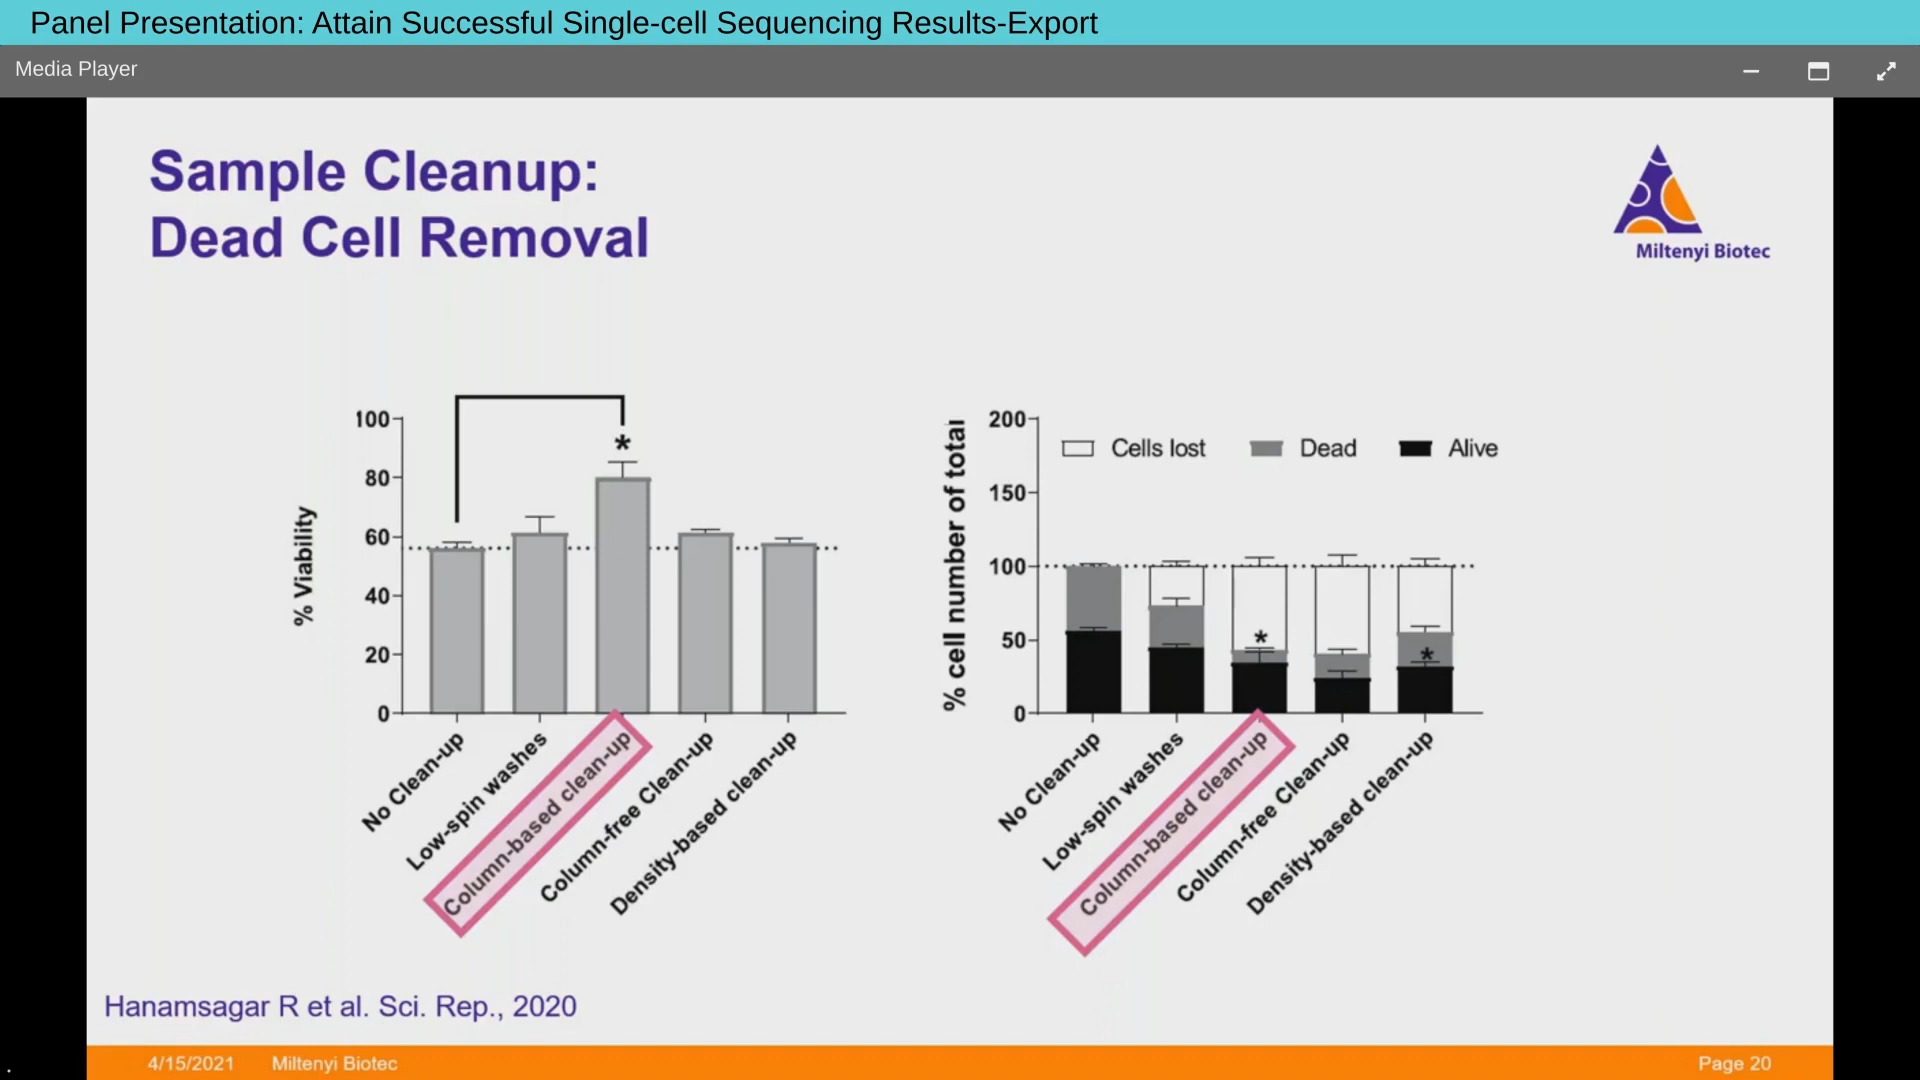 Panel Presentation: Attain Successful Single-cell Sequencing Results-Export
Media Player
Sample Cleanup:
Dead Cell Removal
Miltenyi Biotec
% Viability
100
80
60
40
20
0
*
No Clean-up
Low-spin washes
Column-based clean-up
Column-free Clean-up
Density-based clean-up
% cell number of total
200
150
100
50
0
Cells lost
Dead
Alive
*
*
No Clean-up
Low-spin washes
Column-based clean-up
Column-free Clean-up
Density-based clean-up
Hanamsagar R et al. Sci. Rep., 2020
4/15/2021 Miltenyi Biotec Page 20